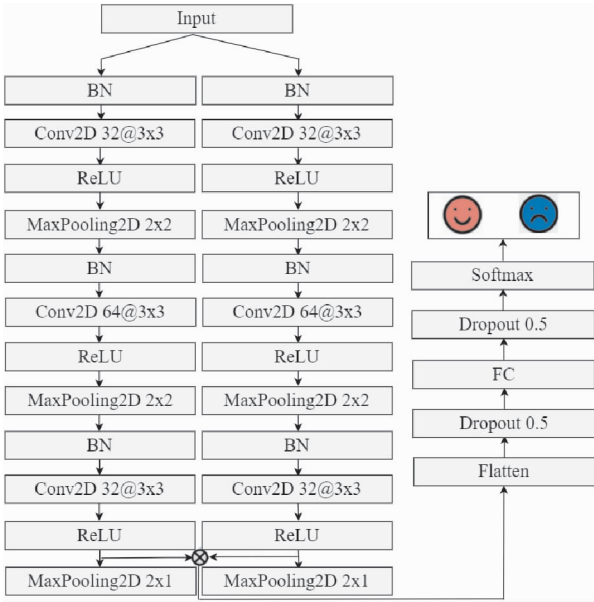 Input
BN
Conv2D 32@3x3
ReLU
MaxPooling2D 2x2
BN
Conv2D 64@3x3
ReLU
MaxPooling2D 2x2
BN
Conv2D 32@3x3
ReLU
MaxPooling2D 2x1
BN
Conv2D 32@3x3
ReLU
MaxPooling2D 2x2
BN
Conv2D 64@3x3
ReLU
MaxPooling2D 2x2
BN
Conv2D 32@3x3
ReLU
MaxPooling2D 2x1
Softmax
Dropout 0.5
FC
Dropout 0.5
Flatten